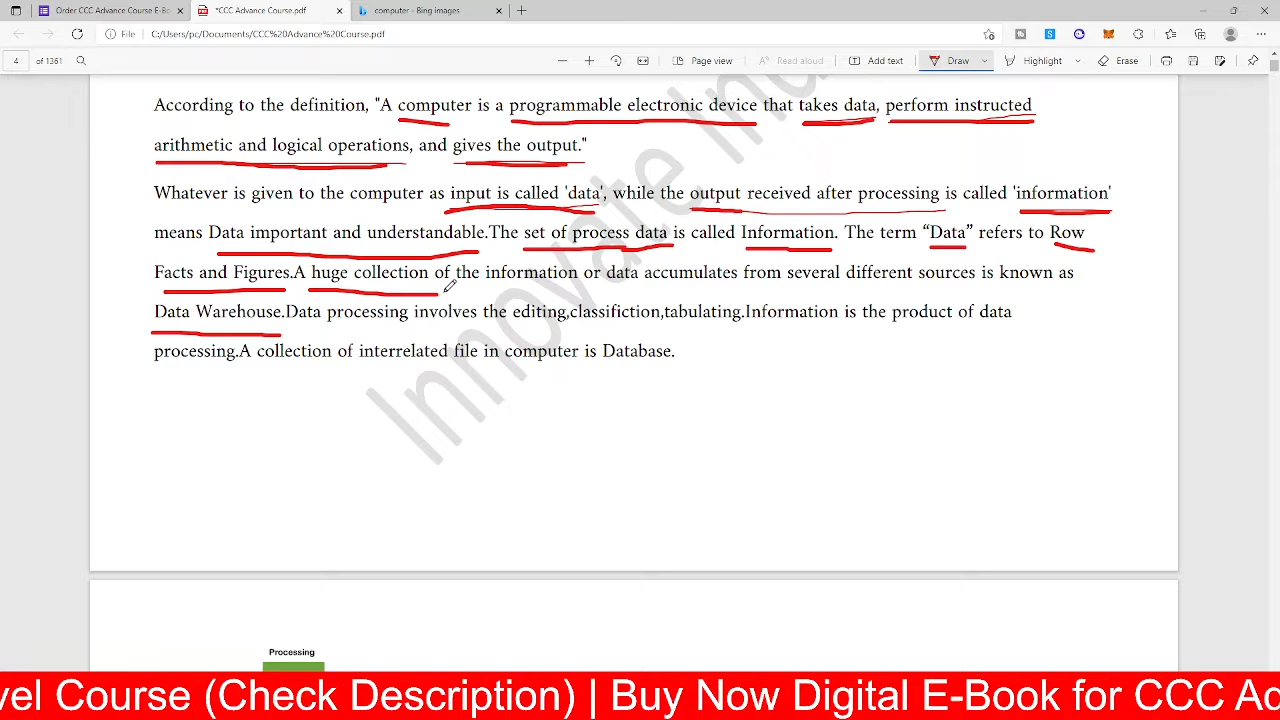 Order CCC Advance Course E-Bo
*CCC Advance Course.pdf
computer - Bing images
File
C:/Users/pc/Documents/CCC%20Advance%20Course.pdf
4 of 1361
Page view
Read aloud
Add text
Draw
Highlight
Erase
According to the definition, "A computer is a programmable electronic device that takes data, perform instructed
arithmetic and logical operations, and gives the output."
Whatever is given to the computer as input is called 'data', while the output received after processing is called 'information'
means Data important and understandable.The set of process data is called Information. The term “Data” refers to Row
Facts and Figures.A huge collection of the information or data accumulates from several different sources is known as
Data Warehouse.Data processing involves the editing,classifiction,tabulating.Information is the product of data
processing.A collection of interrelated file in computer is Database.
Innovate Ind
Processing
vel Course (Check Description) | Buy Now Digital E-Book for CCC Ad